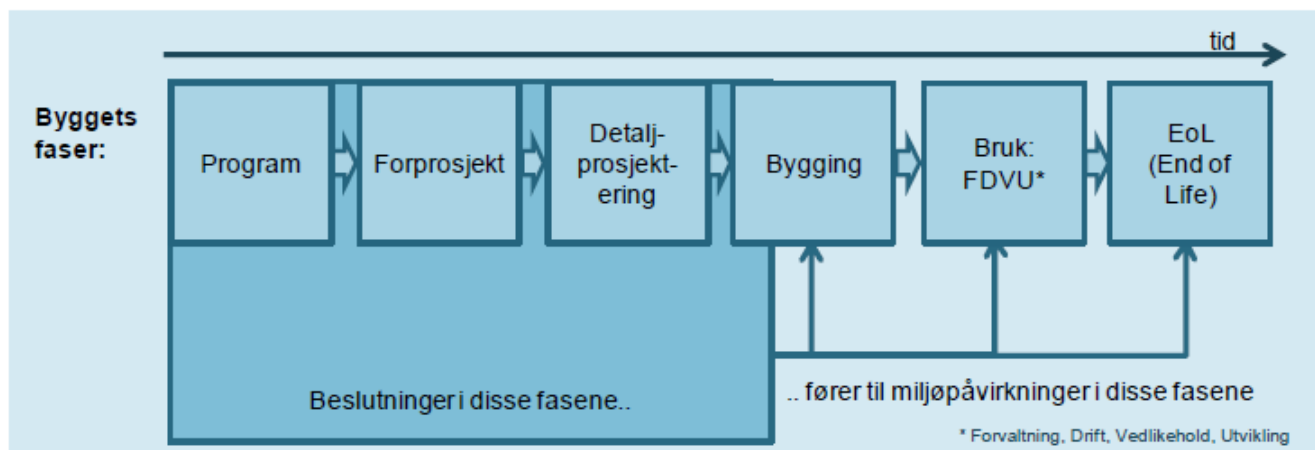 tid
Byggets
faser:
Program
Forprosjekt
Detalj-
prosjekt-
ering
Bygging
Bruk:
FDVU*
EoL
(End of
Life)
Beslutninger i disse fasene..
.. fører til miljøpåvirkninger i disse fasene
* Forvaltning, Drift, Vedlikehold, Utvikling